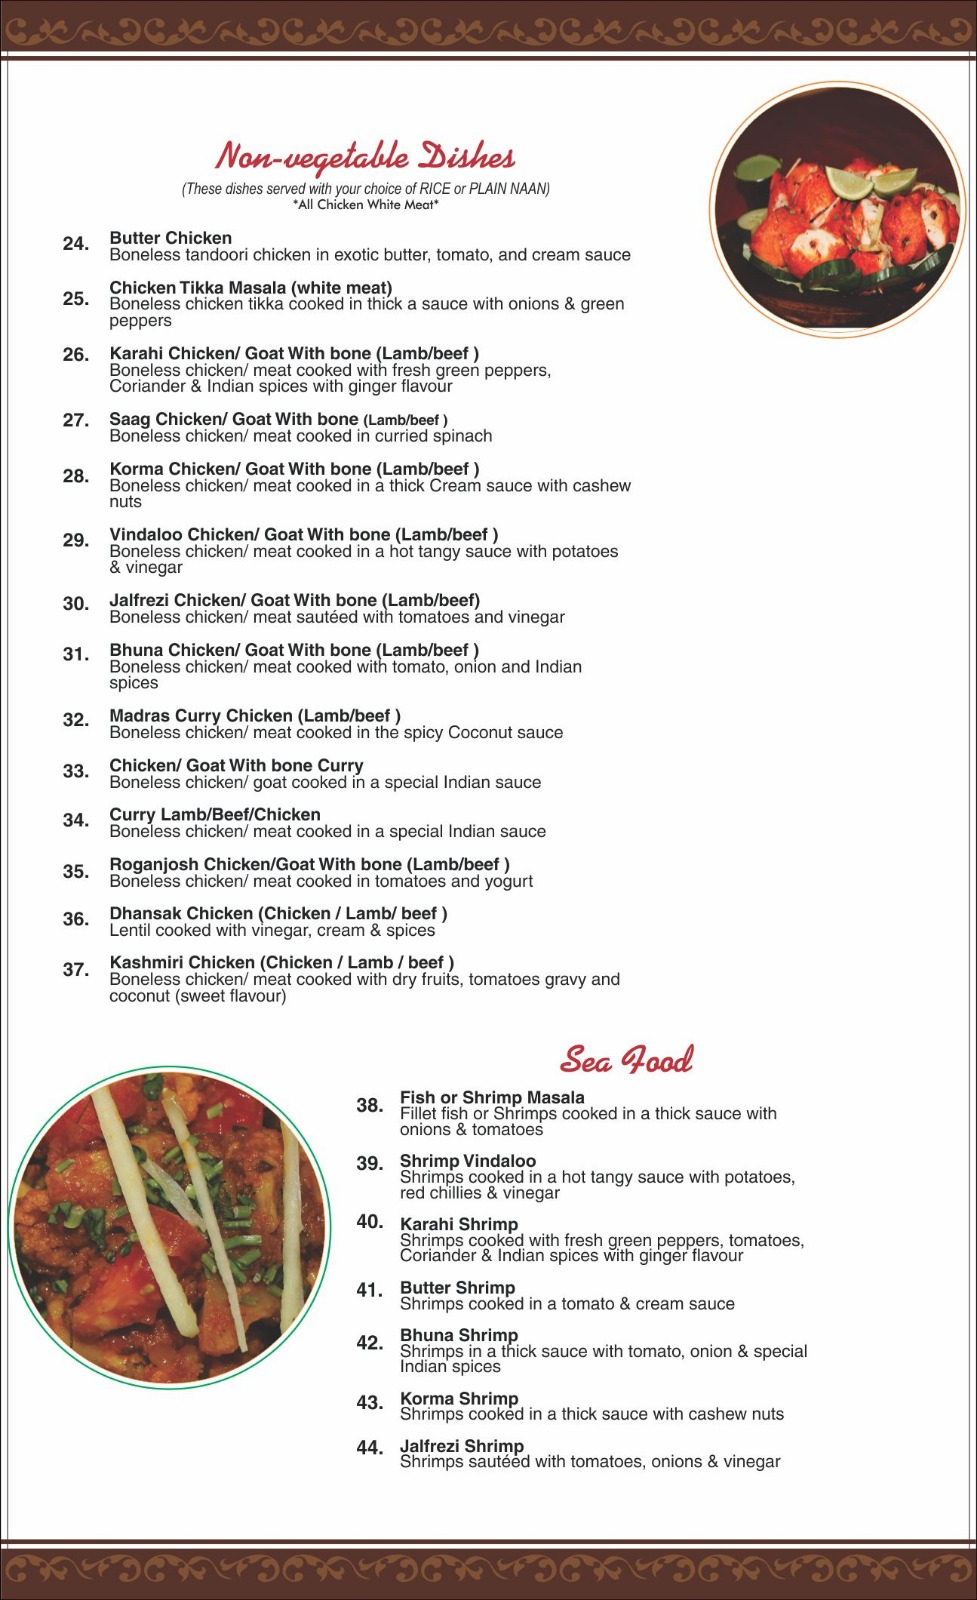 Non-vegetable Dishes
(These dishes served with your choice of RICE or PLAIN NAAN)
*All Chicken White Meat*
24. Butter Chicken
Boneless tandoori chicken in exotic butter, tomato, and cream sauce
25. Chicken Tikka Masala (white meat)
Boneless chicken tikka cooked in thick a sauce with onions & green
peppers
26. Karahi Chicken/ Goat With bone (Lamb/beef )
Boneless chicken/ meat cooked with fresh green peppers,
Coriander & Indian spices with ginger flavour
27. Saag Chicken/ Goat With bone (Lamb/beef )
Boneless chicken/ meat cooked in curried spinach
28. Korma Chicken/ Goat With bone (Lamb/beef )
Boneless chicken/ meat cooked in a thick Cream sauce with cashew
nuts
29. Vindaloo Chicken/ Goat With bone (Lamb/beef )
Boneless chicken/ meat cooked in a hot tangy sauce with potatoes
& vinegar
30. Jalfrezi Chicken/ Goat With bone (Lamb/beef)
Boneless chicken/ meat sautéed with tomatoes and vinegar
31. Bhuna Chicken/ Goat With bone (Lamb/beef )
Boneless chicken/ meat cooked with tomato, onion and Indian
spices
32. Madras Curry Chicken (Lamb/beef )
Boneless chicken/ meat cooked in the spicy Coconut sauce
33. Chicken/ Goat With bone Curry
Boneless chicken/ goat cooked in a special Indian sauce
34. Curry Lamb/Beef/Chicken
Boneless chicken/ meat cooked in a special Indian sauce
35. Roganjosh Chicken/Goat With bone (Lamb/beef )
Boneless chicken/ meat cooked in tomatoes and yogurt
36. Dhansak Chicken (Chicken / Lamb/ beef )
Lentil cooked with vinegar, cream & spices
37. Kashmiri Chicken (Chicken / Lamb / beef )
Boneless chicken/ meat cooked with dry fruits, tomatoes gravy and
coconut (sweet flavour)
Sea Food
38. Fish or Shrimp Masala
Fillet fish or Shrimps cooked in a thick sauce with
onions & tomatoes
39. Shrimp Vindaloo
Shrimps cooked in a hot tangy sauce with potatoes,
red chillies & vinegar
40. Karahi Shrimp
Shrimps cooked with fresh green peppers, tomatoes,
Coriander & Indian spices with ginger flavour
41. Butter Shrimp
Shrimps cooked in a tomato & cream sauce
42. Bhuna Shrimp
Shrimps in a thick sauce with tomato, onion & special
Indian spices
43. Korma Shrimp
Shrimps cooked in a thick sauce with cashew nuts
44. Jalfrezi Shrimp
Shrimps sautéed with tomatoes, onions & vinegar